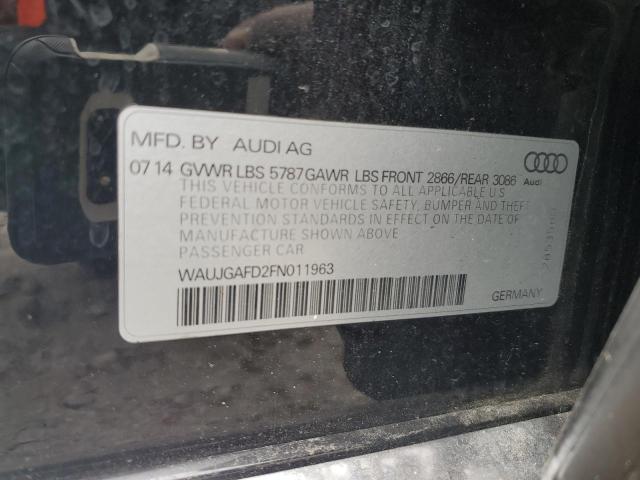 MFD. BY AUDI AG
07 14 GVWR LBS 5787GAWR LBS FRONT 2866/REAR 3086
Audi
THIS VEHICLE CONFORMS TO ALL APPLICABLE U.S
FEDERAL MOTOR VEHICLE SAFETY, BUMPER AND THEFT
PREVENTION STANDARDS IN EFFECT ON THE DATE OF
MANUFACTURE SHOWN ABOVE
PASSENGER CAR
WAUJGAFD2FN011963
GERMANY